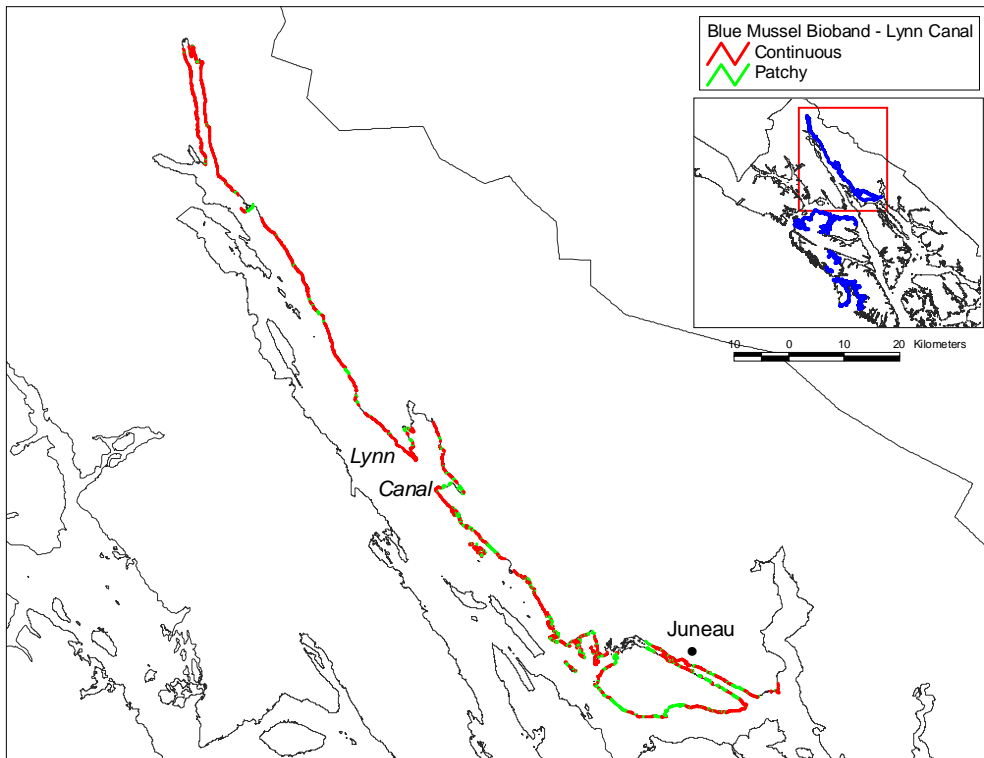 Blue Mussel Bioband - Lynn Canal
Continuous
Patchy
10 0 10 20 Kilometers
Lynn
Canal
Juneau